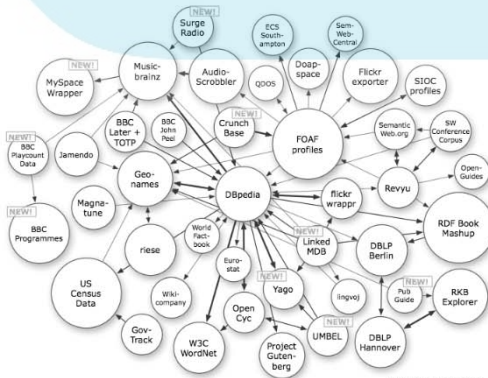 NEW!
Surge
Radio
ECS
South-
ampton
Sem-
Web-
Central
NEW!
MySpace
Wrapper
Music-
brainz
Audio-
Scrobbler
QDOS
Doap-
space
Flickr
exporter
SIOC
profiles
NEW!
BBC
Playcount
Data
Jamendo
BBC
Later +
TOTP
BBC
John
Peel
NEW!
Crunch
Base
FOAF
profiles
Semantic
Web.org
SW
Conference
Corpus
Open-
Guides
Geo-
names
DBpedia
flickr
wrappr
Revyu
NEW!
BBC
Programmes
Magna-
tune
riese
World
Fact-
book
NEW!
Linked
MDB
DBLP
Berlin
RDF Book
Mashup
US
Census
Data
Euro-
stat
Wiki-
company
NEW!
Yago
lingvoj
NEW!
Pub
Guide
RKB
Explorer
Gov-
Track
W3C
WordNet
Open
Cyc
Project
Guten-
berg
NEW!
UMBEL
DBLP
Hannover